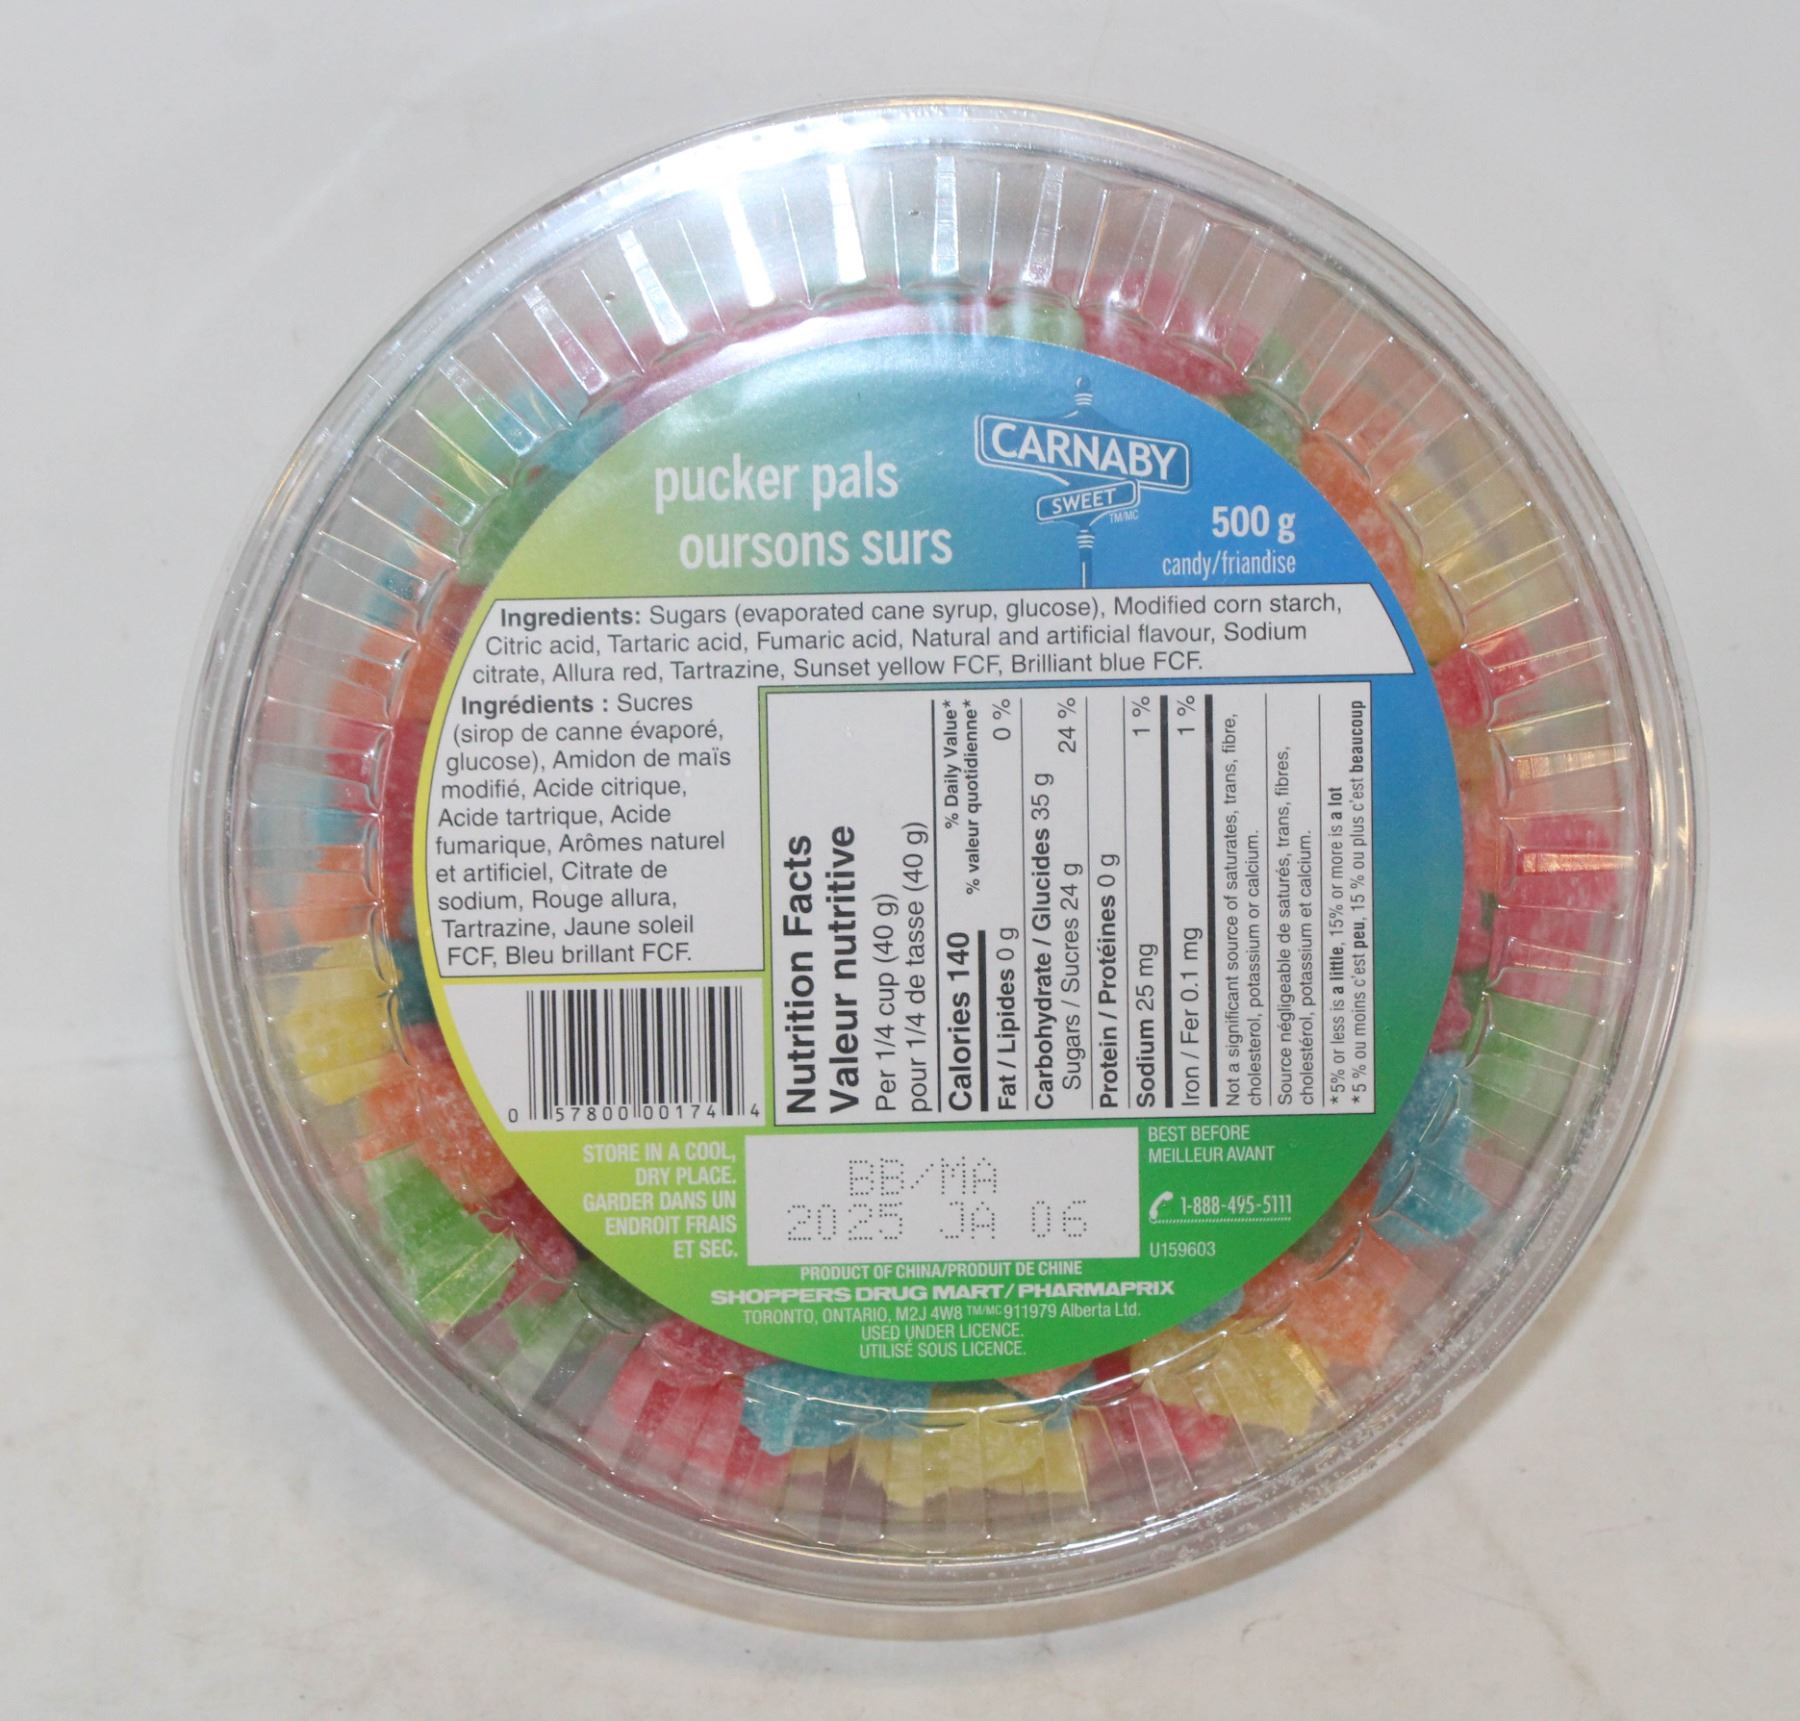 pucker pals
oursons surs
CARNABY
SWEET
TM/MC
500 g
candy/friandise
Ingredients: Sugars (evaporated cane syrup, glucose), Modified corn starch,
Citric acid, Tartaric acid, Fumaric acid, Natural and artificial flavour, Sodium
citrate, Allura red, Tartrazine, Sunset yellow FCF, Brilliant blue FCF.
Ingrédients : Sucres
(sirop de canne évaporé,
glucose), Amidon de maïs
modifié, Acide citrique,
Acide tartrique, Acide
fumarique, Arômes naturel
et artificiel, Citrate de
sodium, Rouge allura,
Tartrazine, Jaune soleil
FCF, Bleu brillant FCF.
0 57800 00174 4
Nutrition Facts
Valeur nutritive
Per 1/4 cup (40 g)
pour 1/4 de tasse (40 g)
Calories 140
% Daily Value*
% valeur quotidienne*
Fat / Lipides 0 g 0 %
Carbohydrate / Glucides 35 g
Sugars / Sucres 24 g 24 %
Protein / Protéines 0 g
Sodium 25 mg 1 %
Iron / Fer 0.1 mg 1 %
Not a significant source of saturates, trans, fibre,
cholesterol, potassium or calcium.
Source négligeable de saturés, trans, fibres,
cholestérol, potassium et calcium.
*5% or less is a little, 15% or more is a lot
*5 % ou moins c'est peu, 15 % ou plus c'est beaucoup
STORE IN A COOL,
DRY PLACE.
GARDER DANS UN
ENDROIT FRAIS
ET SEC.
BB/MA
2025 JA 06
BEST BEFORE
MEILLEUR AVANT
1-888-495-5111
U159603
PRODUCT OF CHINA/PRODUIT DE CHINE
SHOPPERS DRUG MART/PHARMAPRIX
TORONTO, ONTARIO, M2J 4W8 TM/MC 911979 Alberta Ltd.
USED UNDER LICENCE.
UTILISÉ SOUS LICENCE.